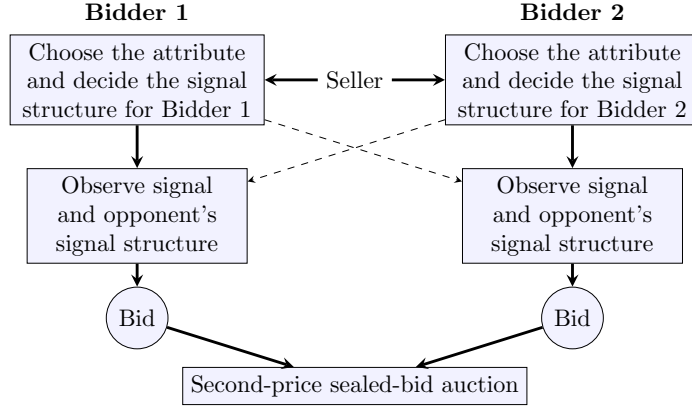 Bidder 1
Bidder 2
Choose the attribute
and decide the signal
structure for Bidder 1
Seller
Choose the attribute
and decide the signal
structure for Bidder 2
Observe signal
and opponent's
signal structure
Observe signal
and opponent's
signal structure
Bid
Bid
Second-price sealed-bid auction